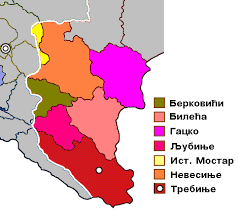 Берковићи
Билећа
Гацко
Љубиње
Ист. Мостар
Невесиње
Требиње